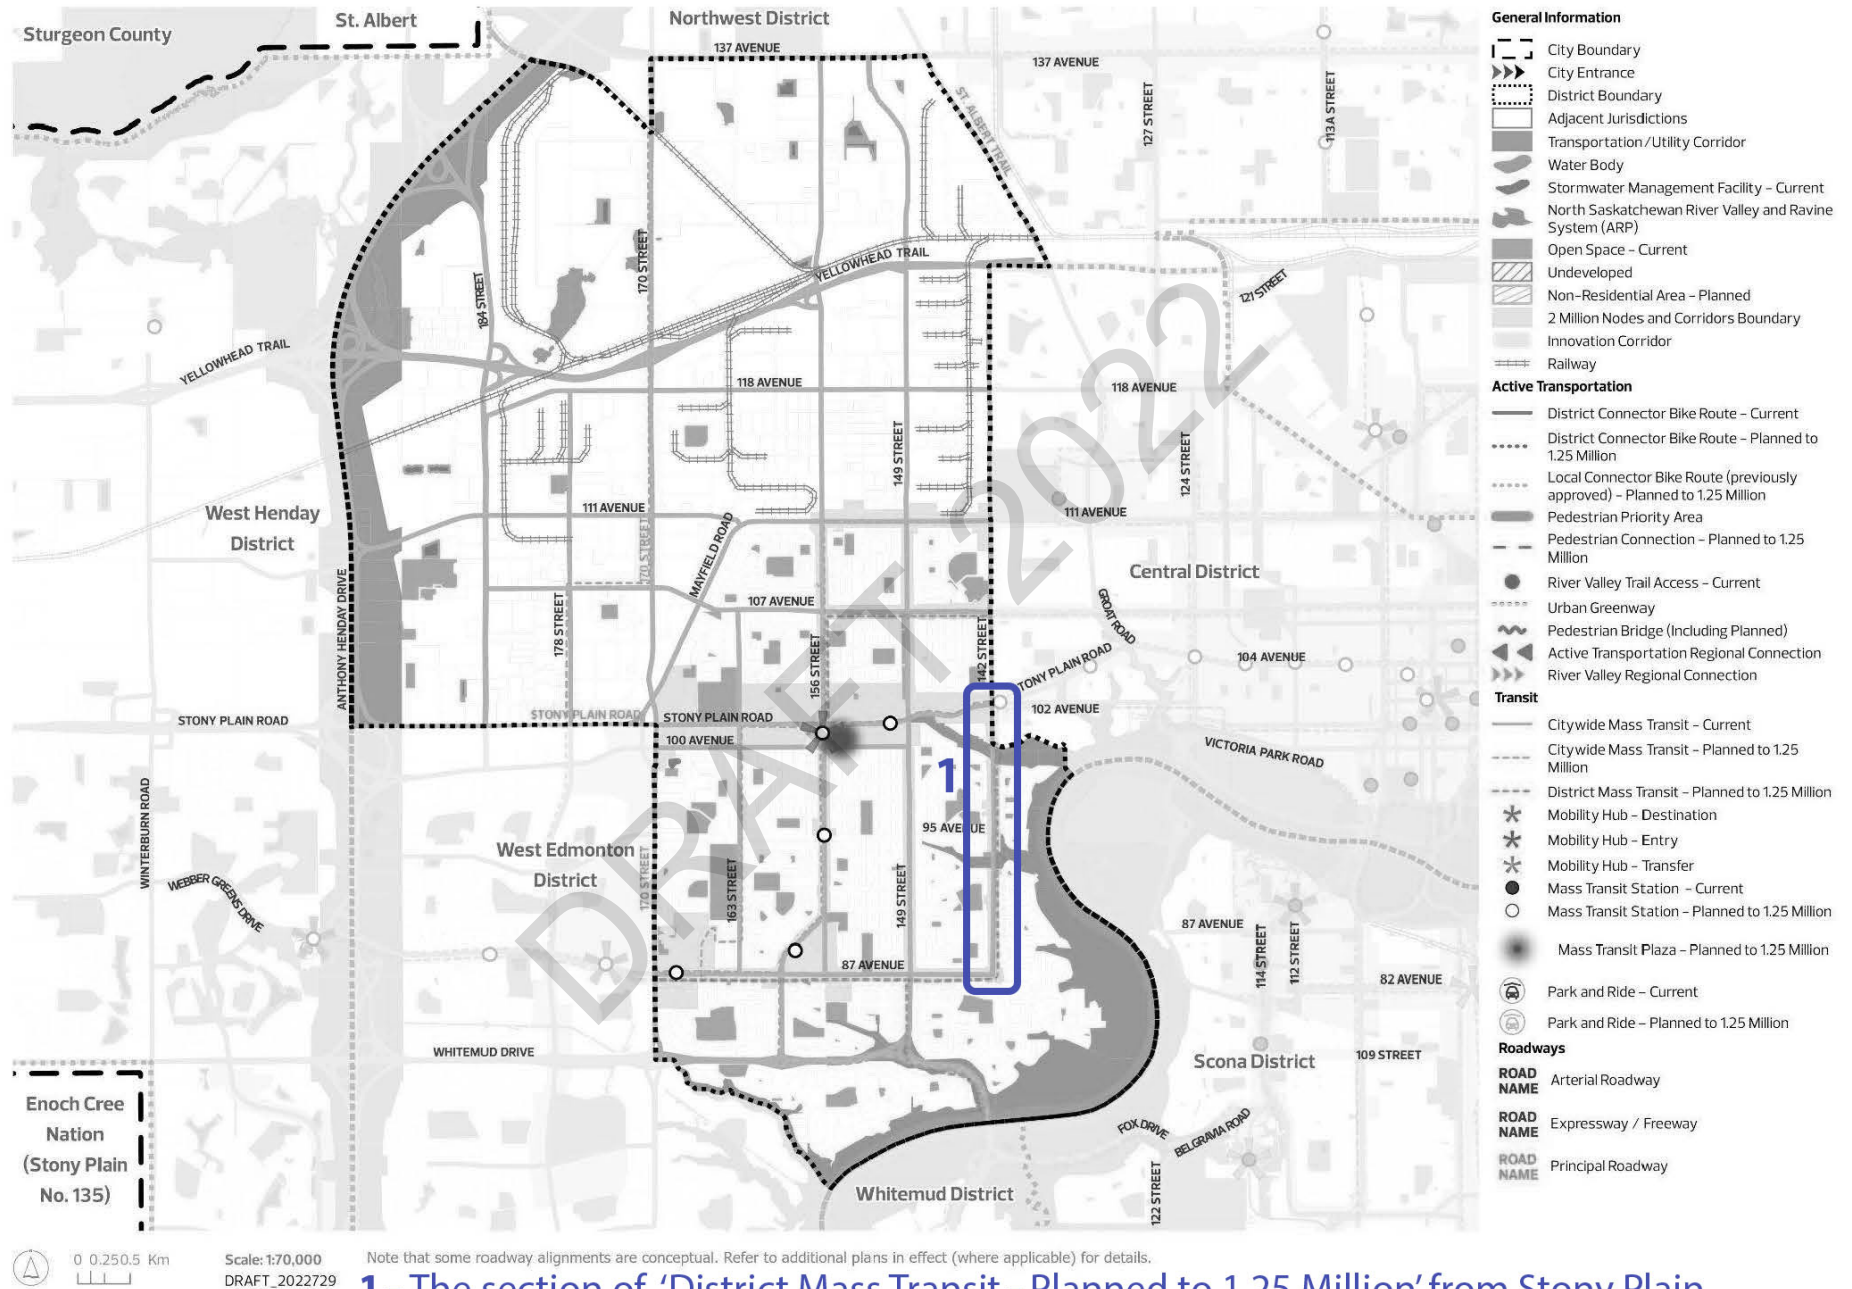 Sturgeon County
St. Albert
Northwest District
137 AVENUE
137 AVENUE
ST. ALBERT TRAIL
127 STREET
113A STREET
184 STREET
170 STREET
YELLOWHEAD TRAIL
121 STREET
YELLOWHEAD TRAIL
118 AVENUE
118 AVENUE
149 STREET
124 STREET
West Henday
District
111 AVENUE
111 AVENUE
170 STREET
MAYFIELD ROAD
Central District
ANTHONY HENDAY DRIVE
178 STREET
107 AVENUE
GROAT ROAD
156 STREET
142 STREET
STONY PLAIN ROAD
104 AVENUE
STONY PLAIN ROAD
STONY PLAIN ROAD
STONY PLAIN ROAD
102 AVENUE
100 AVENUE
VICTORIA PARK ROAD
1
WINTERBURN ROAD
95 AVENUE
West Edmonton
District
170 STREET
163 STREET
149 STREET
WEBBER GREENS DRIVE
87 AVENUE
87 AVENUE
114 STREET
112 STREET
82 AVENUE
WHITEMUD DRIVE
Scona District
109 STREET
Enoch Cree
Nation
(Stony Plain
No. 135)
FOX DRIVE
BELGRAVIA ROAD
122 STREET
Whitemud District
DRAFT 2022
General Information
City Boundary
City Entrance
District Boundary
Adjacent Jurisdictions
Transportation/Utility Corridor
Water Body
Stormwater Management Facility – Current
North Saskatchewan River Valley and Ravine
System (ARP)
Open Space – Current
Undeveloped
Non-Residential Area – Planned
2 Million Nodes and Corridors Boundary
Innovation Corridor
Railway
Active Transportation
District Connector Bike Route – Current
District Connector Bike Route – Planned to
1.25 Million
Local Connector Bike Route (previously
approved) – Planned to 1.25 Million
Pedestrian Priority Area
Pedestrian Connection – Planned to 1.25
Million
River Valley Trail Access – Current
Urban Greenway
Pedestrian Bridge (Including Planned)
Active Transportation Regional Connection
River Valley Regional Connection
Transit
Citywide Mass Transit – Current
Citywide Mass Transit – Planned to 1.25
Million
District Mass Transit – Planned to 1.25 Million
Mobility Hub – Destination
Mobility Hub – Entry
Mobility Hub – Transfer
Mass Transit Station – Current
Mass Transit Station – Planned to 1.25 Million
Mass Transit Plaza – Planned to 1.25 Million
Park and Ride – Current
Park and Ride – Planned to 1.25 Million
Roadways
ROAD NAME Arterial Roadway
ROAD NAME Expressway / Freeway
ROAD NAME Principal Roadway
0 0.25 0.5 Km
Scale: 1:70,000
DRAFT_2022729
Note that some roadway alignments are conceptual. Refer to additional plans in effect (where applicable) for details.
1 - The section of 'District Mass Transit - Planned to 1.25 Million' from Stony Plain